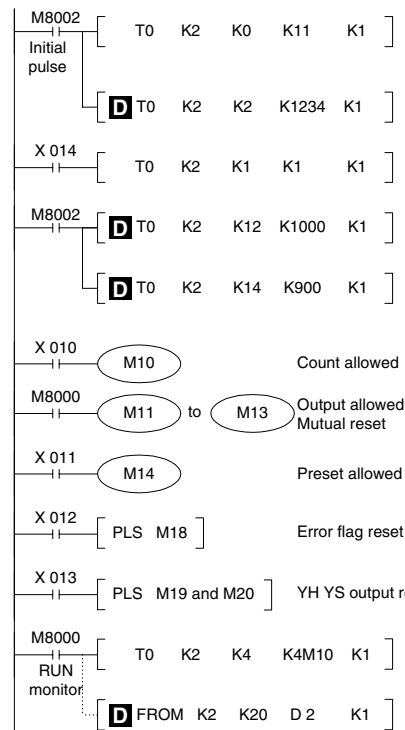 M8002 T0 K2 K0 K11 K1
Initial
pulse
D T0 K2 K2 K1234 K1
X 014 T0 K2 K1 K1 K1
M8002 D T0 K2 K12 K1000 K1
D T0 K2 K14 K900 K1
X 010 M10 Count allowed
M8000 M11 to M13 Output allowed
Mutual reset
X 011 M14 Preset allowed
X 012 PLS M18 Error flag reset
X 013 PLS M19 and M20 YH YS output re
M8000 T0 K2 K4 K4M10 K1
RUN
monitor
D FROM K2 K20 D 2 K1